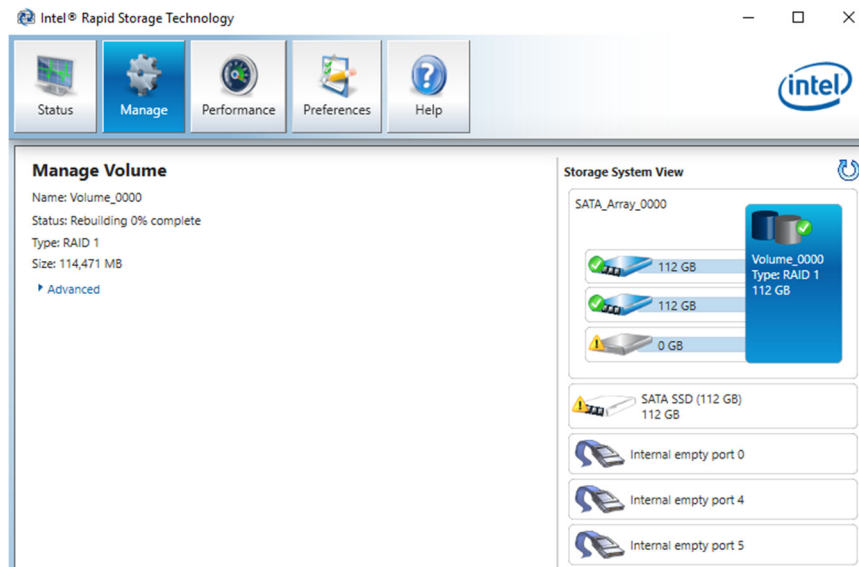 Intel® Rapid Storage Technology
Status
Manage
Performance
Preferences
Help
intel
Manage Volume
Name: Volume_0000
Status: Rebuilding 0% complete
Type: RAID 1
Size: 114,471 MB
Advanced
Storage System View
SATA_Array_0000
112 GB
112 GB
0 GB
Volume_0000
Type: RAID 1
112 GB
SATA SSD (112 GB)
112 GB
Internal empty port 0
Internal empty port 4
Internal empty port 5